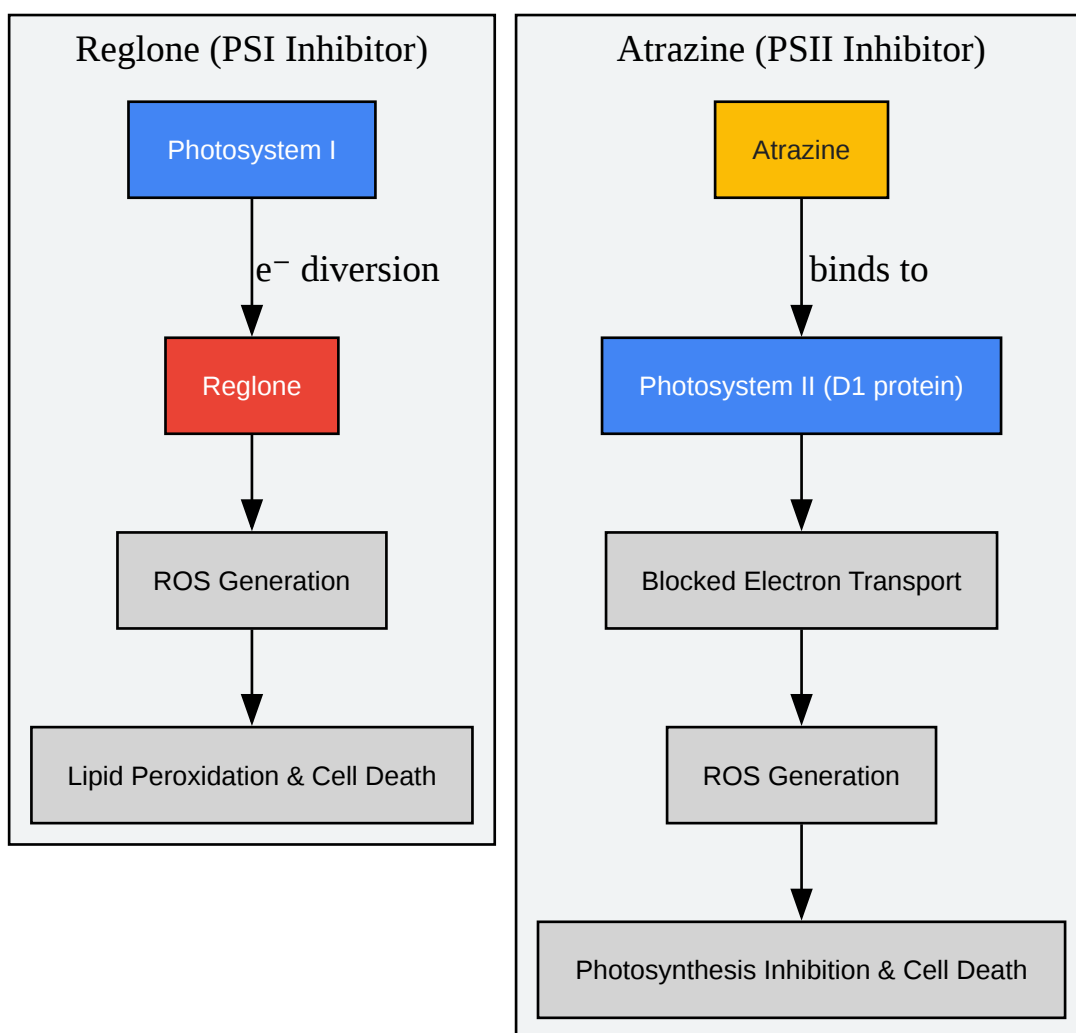 Reglone (PSI Inhibitor)
Photosystem I
e⁻ diversion
Reglone
ROS Generation
Lipid Peroxidation & Cell Death
Atrazine (PSII Inhibitor)
Atrazine
binds to
Photosystem II (D1 protein)
Blocked Electron Transport
ROS Generation
Photosynthesis Inhibition & Cell Death